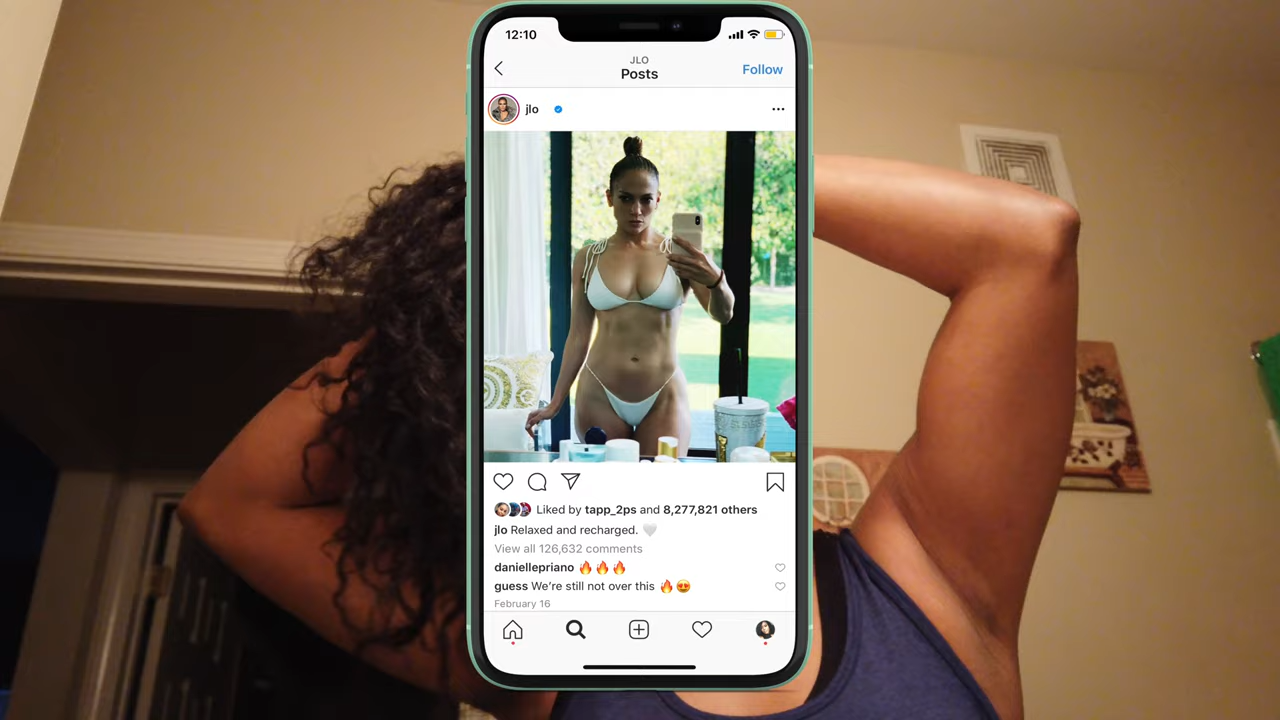 12:10
JLO
Posts
Follow
jlo
Liked by tapp_2ps and 8,277,821 others
jlo Relaxed and recharged. 🤍
View all 126,632 comments
daniellepriano 🔥🔥🔥
guess We're still not over this 🔥😍
February 16